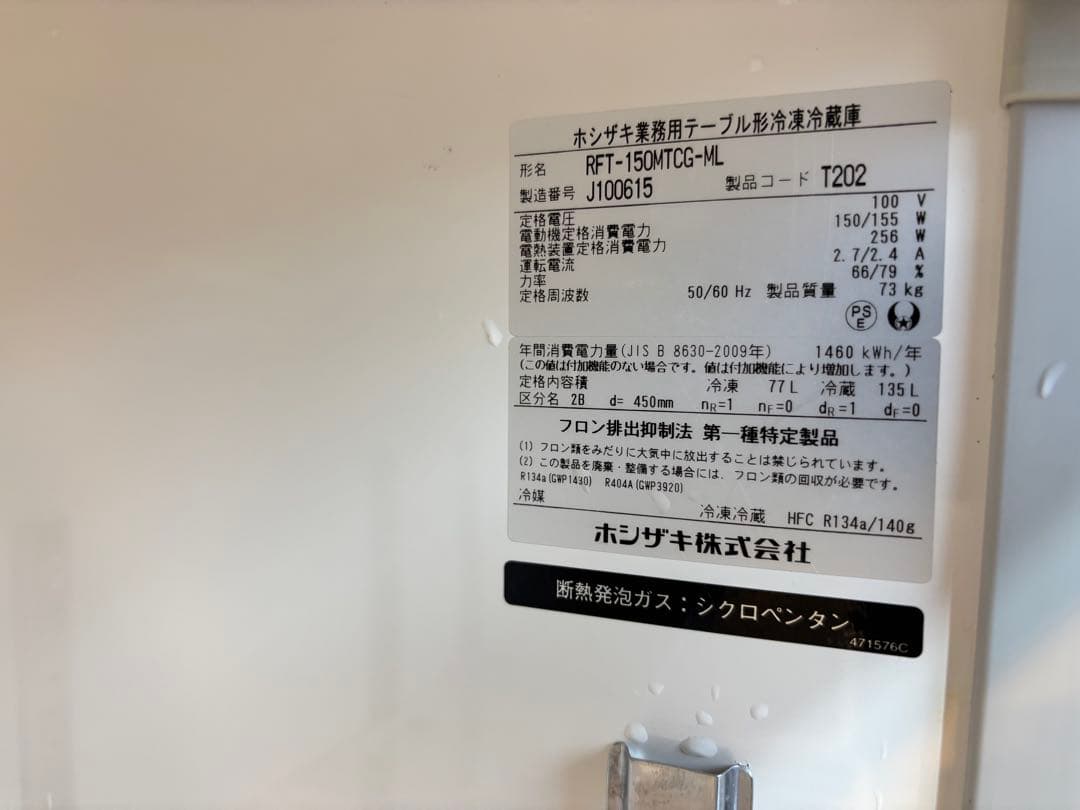 ホシザキ業務用テーブル形冷凍冷蔵庫
形名 RFT-150MTCG-ML
製造番号 J100615 製品コード T202
定格電圧 100 V
電動機定格消費電力 150/155 W
電熱装置定格消費電力 256 W
運転電流 2.7/2.4 A
力率 66/79 %
定格周波数 50/60 Hz 製品質量 73 kg
PS
E
年間消費電力量(JIS B 8630-2009年) 1460 kWh/年
(この値は付加機能のない場合です。値は付加機能により増加します。)
定格内容積 冷凍 77L 冷蔵 135L
区分名 2B d= 450mm nR=1 nF=0 dR=1 dF=0
フロン排出抑制法 第一種特定製品
(1) フロン類をみだりに大気中に放出することは禁じられています。
(2) この製品を廃棄・整備する場合には、フロン類の回収が必要です。
R134a(GWP1430) R404A(GWP3920)
冷媒
冷凍冷蔵 HFC R134a/140g
ホシザキ株式会社
断熱発泡ガス：シクロペンタン
471576C